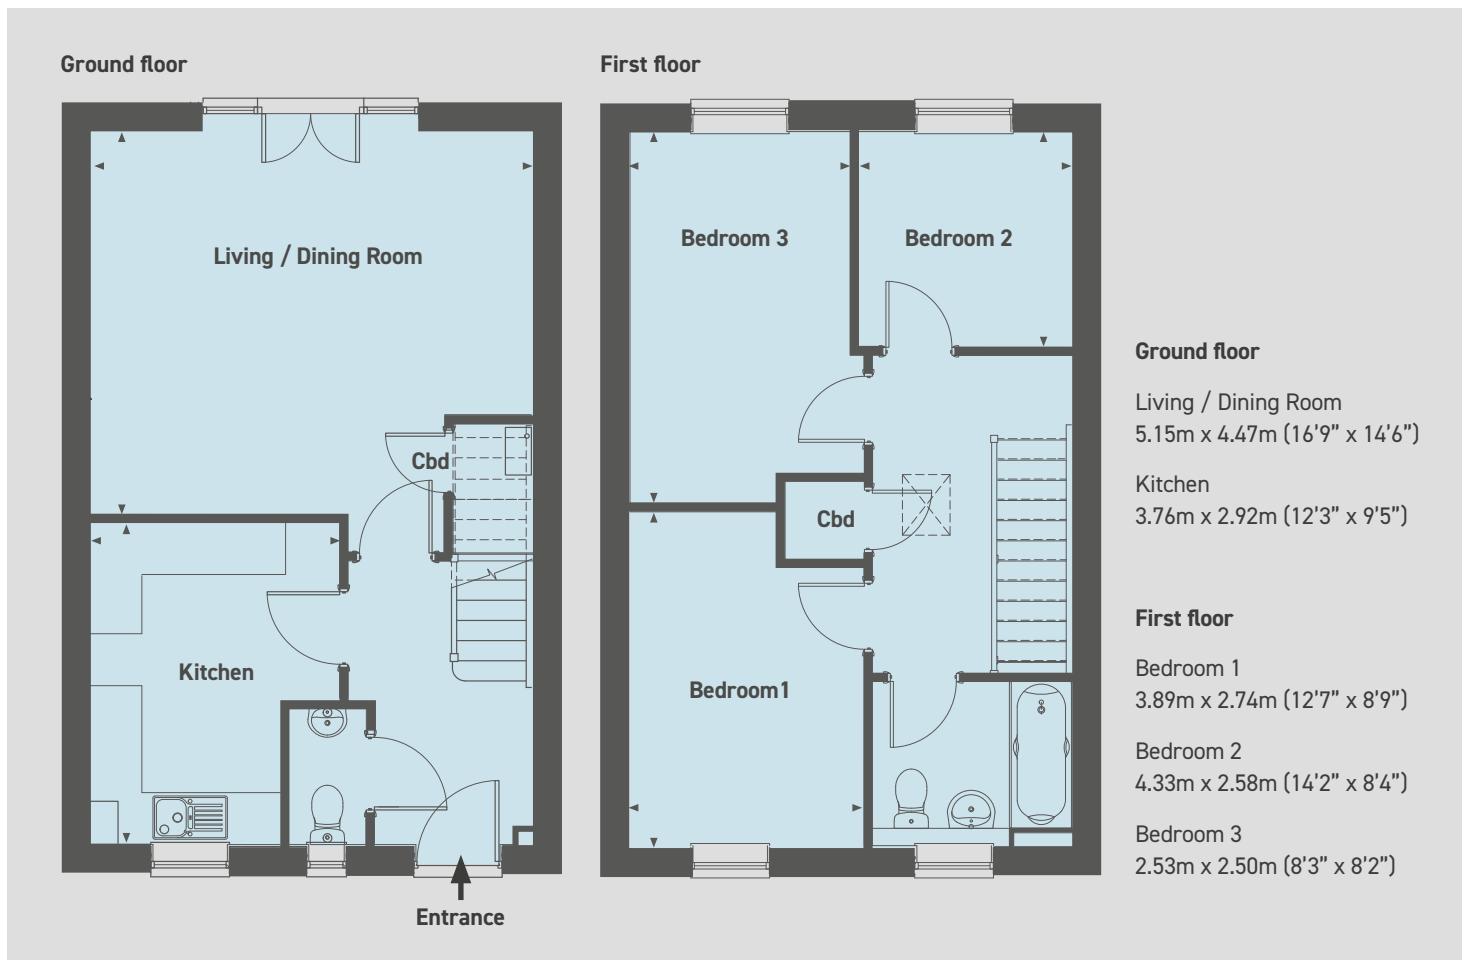 Ground floor
First floor
Living / Dining Room
Cbd
Kitchen
Entrance
Bedroom 3
Bedroom 2
Cbd
Bedroom1
Ground floor
Living / Dining Room
5.15m x 4.47m (16’9” x 14’6”)
Kitchen
3.76m x 2.92m (12’3” x 9’5”)
First floor
Bedroom 1
3.89m x 2.74m (12’7” x 8’9”)
Bedroom 2
4.33m x 2.58m (14’2” x 8’4”)
Bedroom 3
2.53m x 2.50m (8’3” x 8’2”)